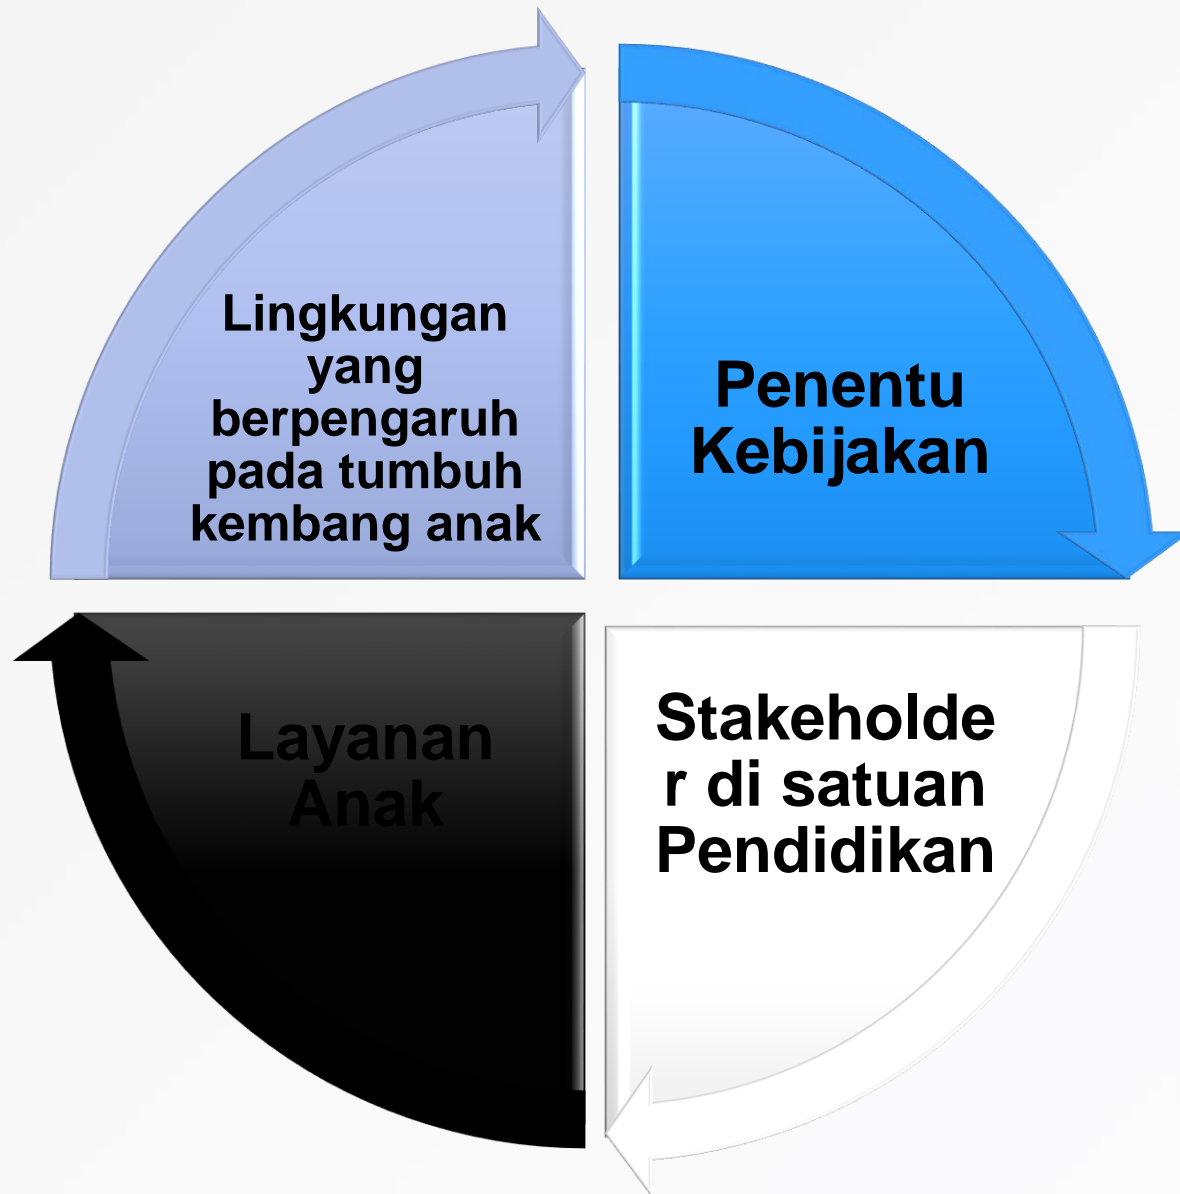 Lingkungan
yang
berpengaruh
pada tumbuh
kembang anak
Penentu
Kebijakan
Layanan
Anak
Stakeholde
r di satuan
Pendidikan